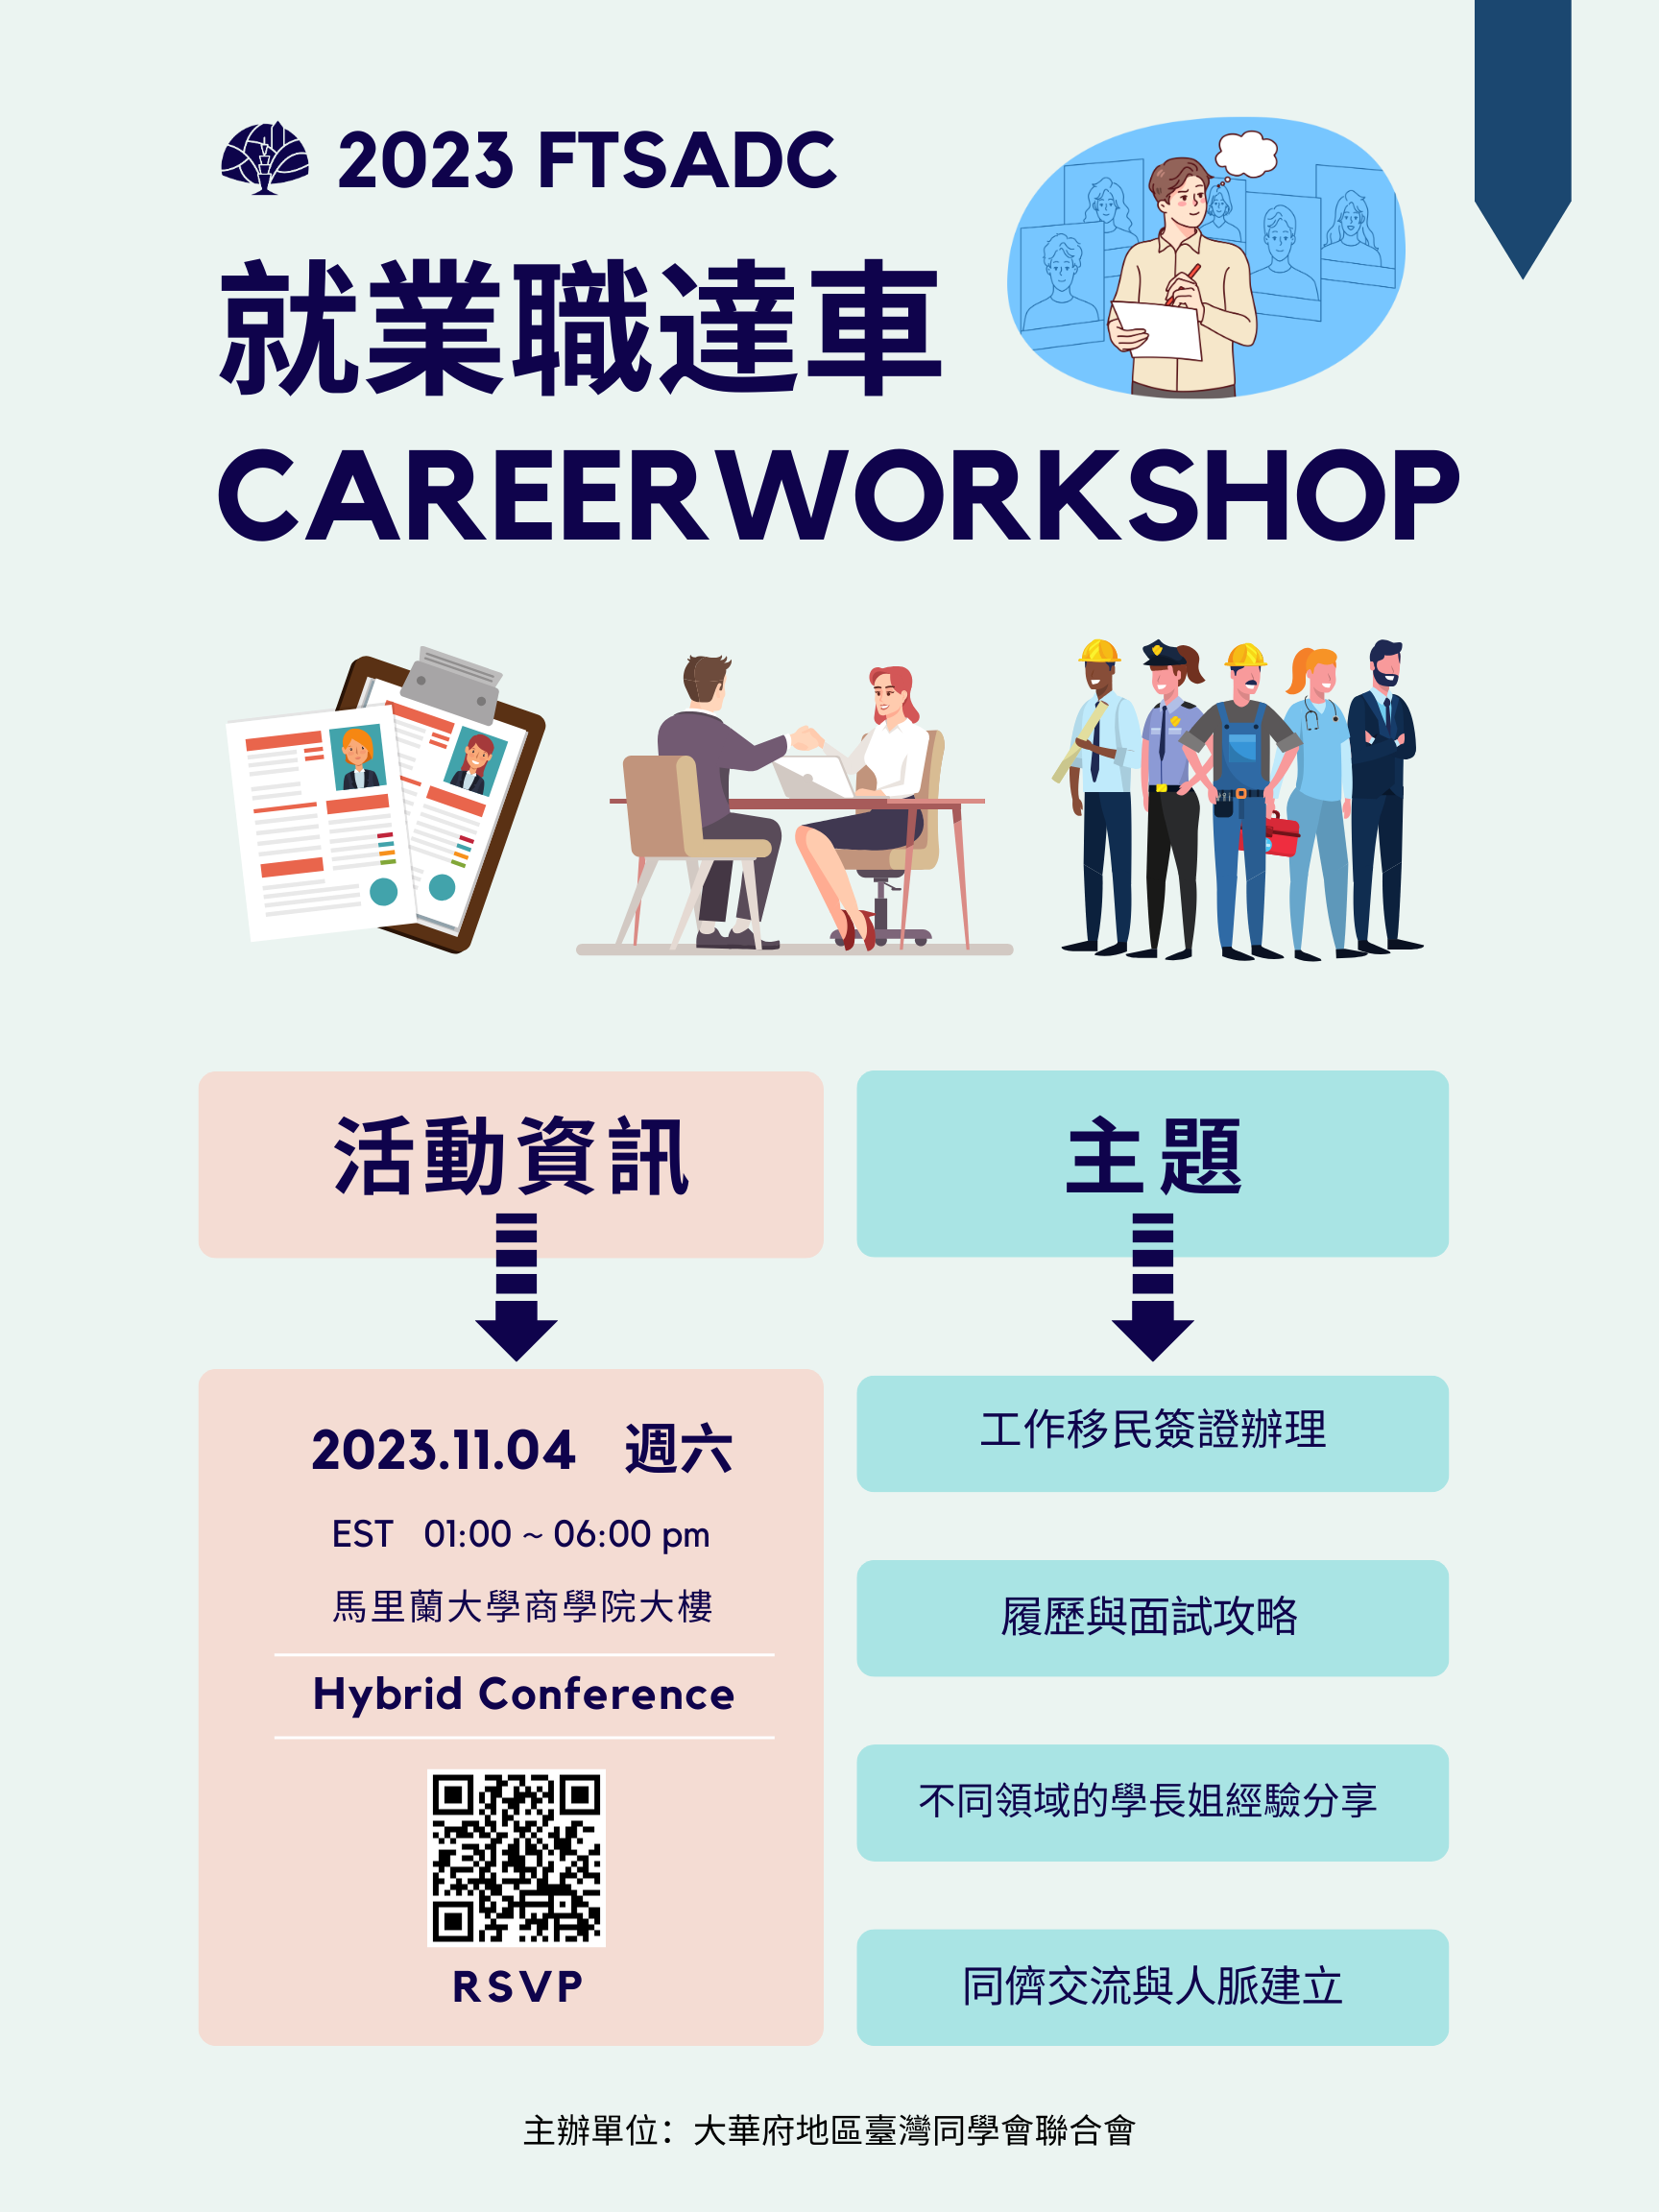 2023 FTSADC
就業職達車
CAREER WORKSHOP
活動資訊
2023.11.04 週六
EST 01:00 ~ 06:00 pm
馬里蘭大學商學院大樓
Hybrid Conference
RSVP
主題
工作移民簽證辦理
履歷與面試攻略
不同領域的學長姐經驗分享
同儕交流與人脈建立
主辦單位：大華府地區臺灣同學會聯合會